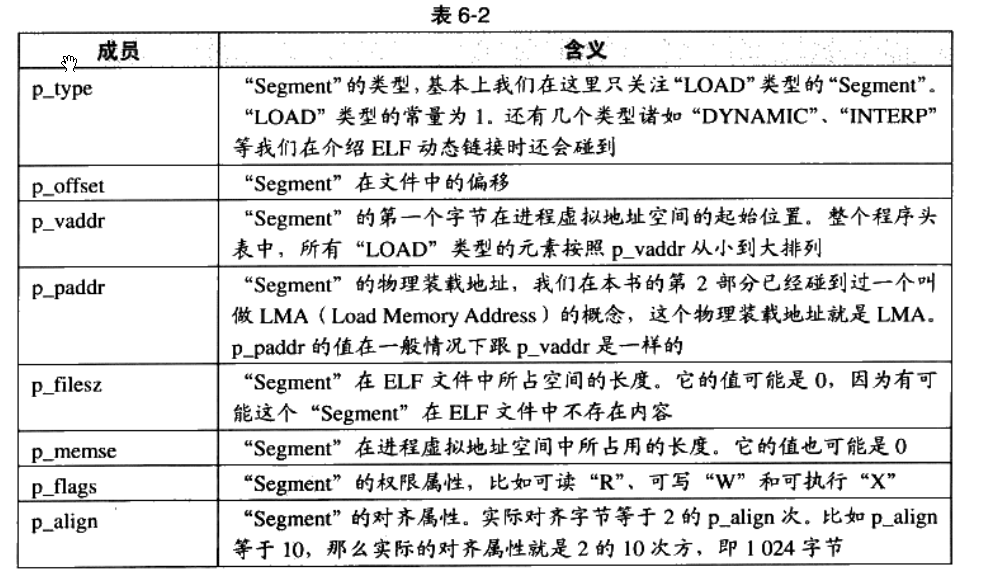 表 6-2
成员 含义
p_type “Segment”的类型，基本上我们在这里只关注“LOAD”类型的“Segment”。
“LOAD”类型的常量为 1。还有几个类型诸如“DYNAMIC”、“INTERP”
等我们在介绍 ELF 动态链接时还会碰到
p_offset “Segment”在文件中的偏移
p_vaddr “Segment”的第一个字节在进程虚拟地址空间的起始位置。整个程序头
表中，所有“LOAD”类型的元素按照 p_vaddr 从小到大排列
p_paddr “Segment”的物理装载地址，我们在本书的第 2 部分已经碰到过一个叫
做 LMA（Load Memory Address）的概念，这个物理装载地址就是 LMA。
p_paddr 的值在一般情况下跟 p_vaddr 是一样的
p_filesz “Segment”在 ELF 文件中所占空间的长度。它的值可能是 0，因为有可
能这个“Segment”在 ELF 文件中不存在内容
p_memse “Segment”在进程虚拟地址空间中所占用的长度。它的值也可能是 0
p_flags “Segment”的权限属性，比如可读“R”、可写“W”和可执行“X”
p_align “Segment”的对齐属性。实际对齐字节等于 2 的 p_align 次。比如 p_align
等于 10，那么实际的对齐属性就是 2 的 10 次方，即 1 024 字节